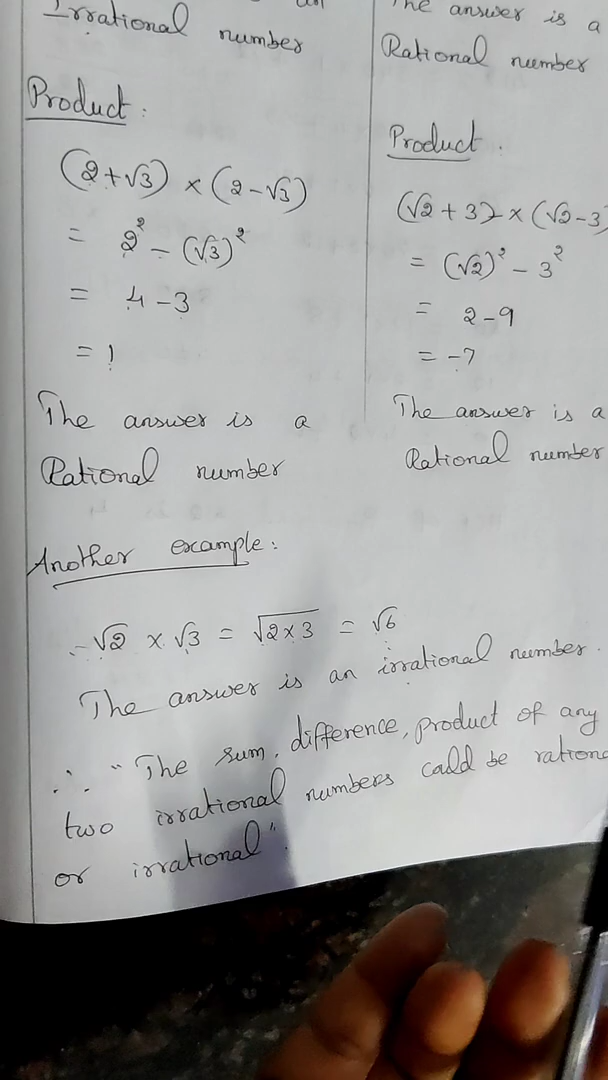 Irrational number
Product :
(2+√3) × (2-√3)
= 2² - (√3)²
= 4 - 3
= 1
The answer is a
Rational number
The answer is a
Rational number
Product .
(√2 + 3) × (√2 - 3)
= (√2)² - 3²
= 2 - 9
= -7
The answer is a
Rational number
Another example :
√2 × √3 = √2×3 = √6
The answer is an irrational number.
∴ "The sum, difference, product of any
two irrational numbers could be rational
or irrational".